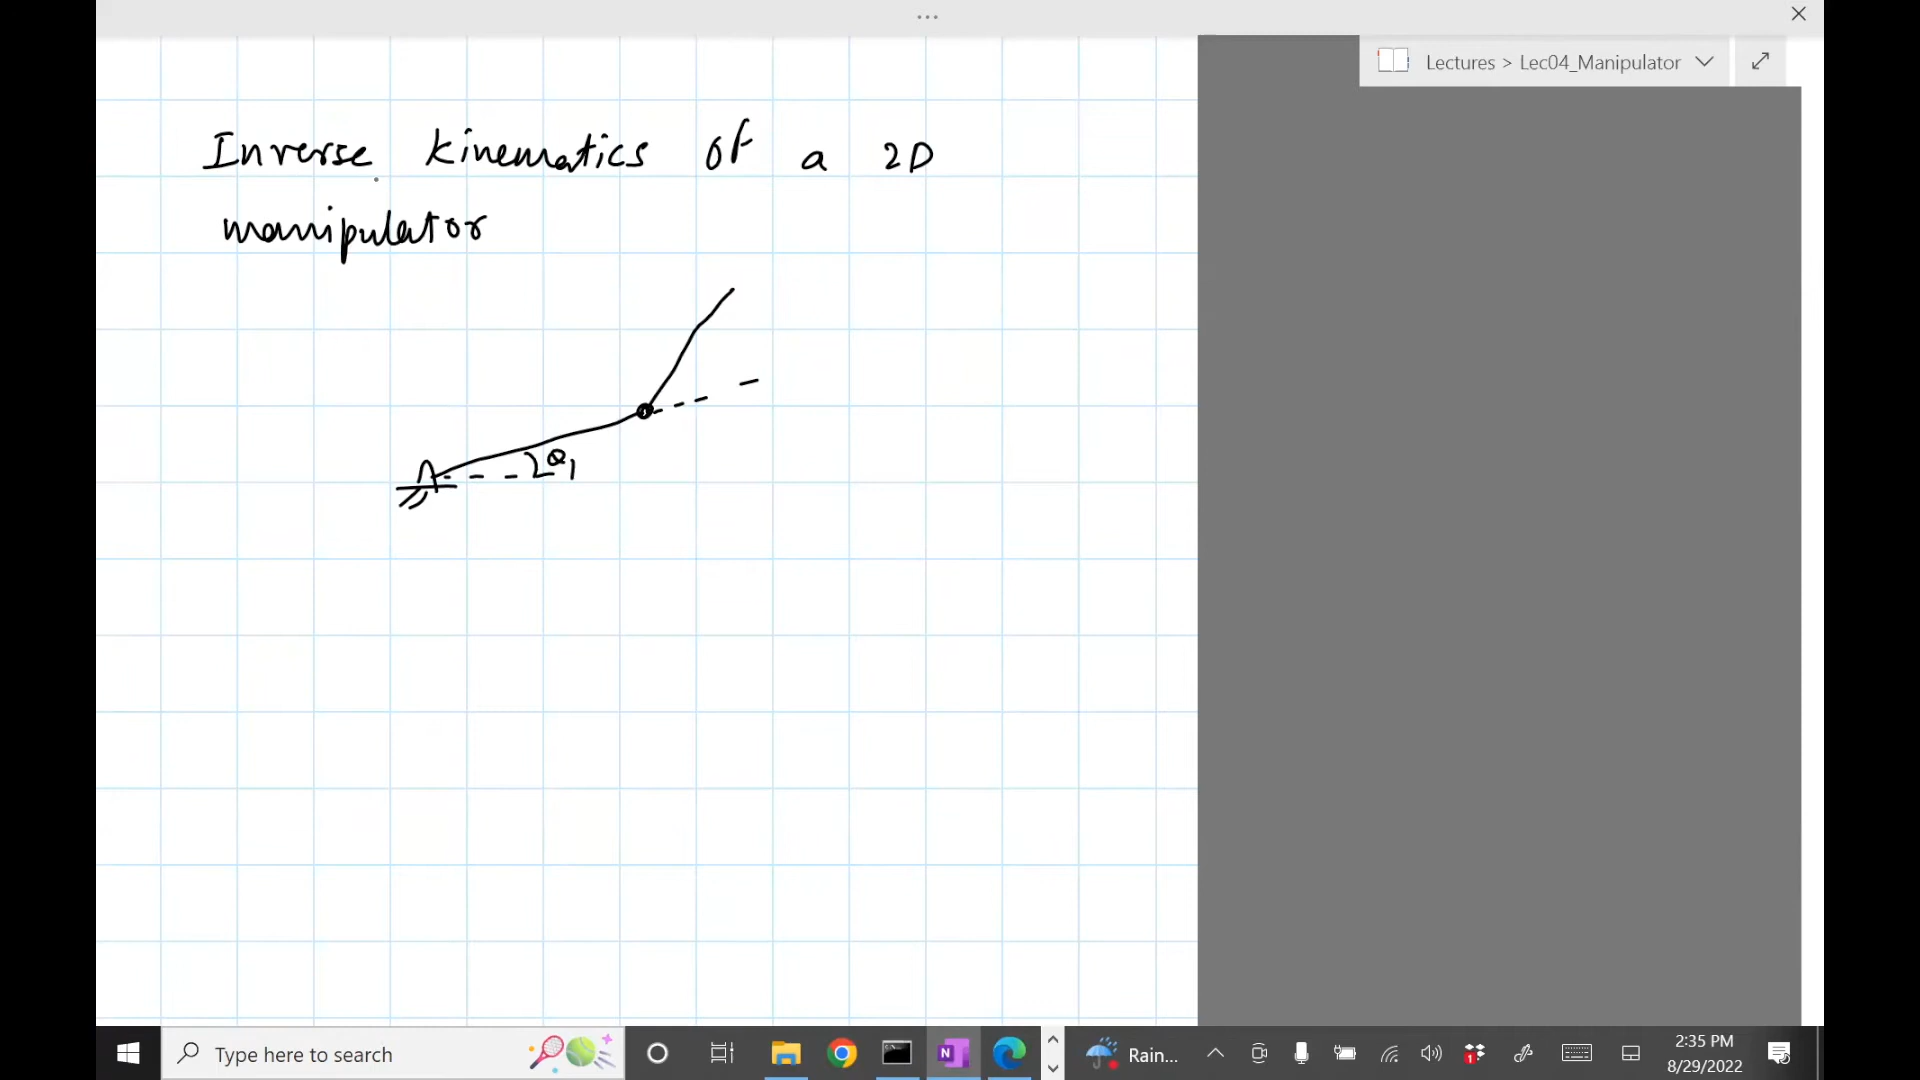 Lectures > Lec04_Manipulator
Inverse kinematics of a 2D
manipulator
θ1
Type here to search
Rain...
2:35 PM
8/29/2022